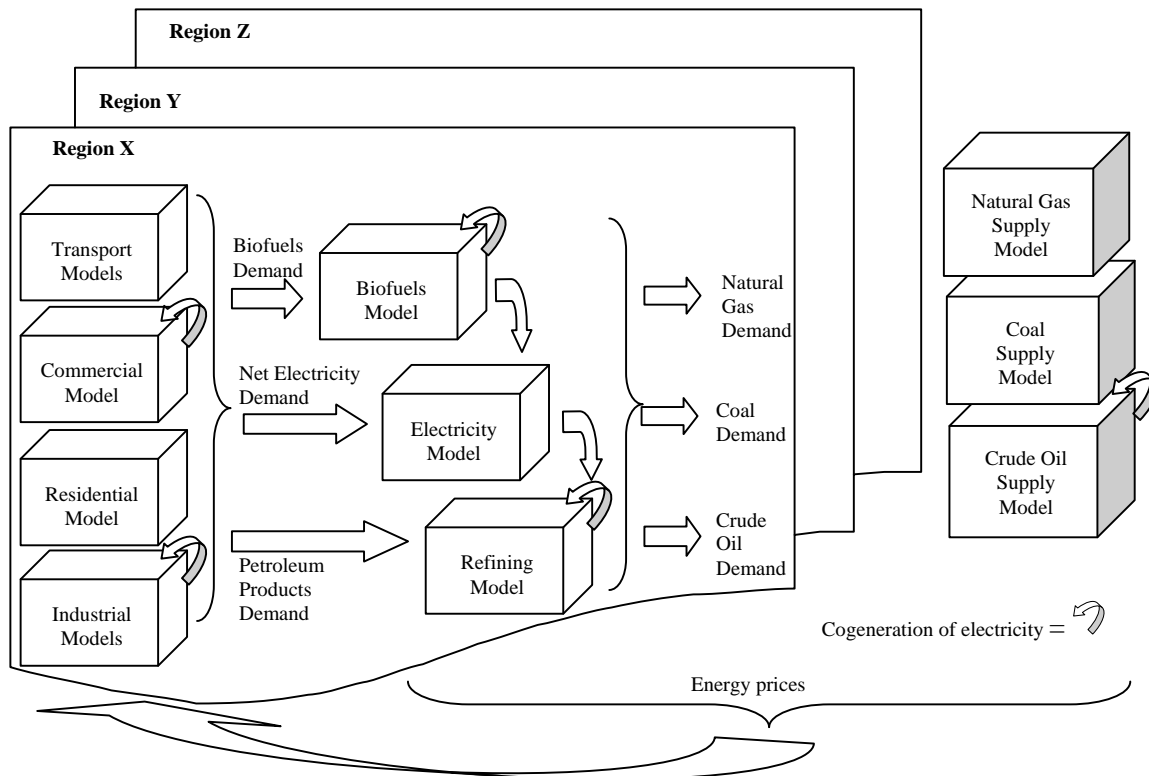 Region Z
Region Y
Region X
Transport
Models
Commercial
Model
Residential
Model
Industrial
Models
Biofuels
Demand
Net Electricity
Demand
Petroleum
Products
Demand
Biofuels
Model
Electricity
Model
Refining
Model
Natural
Gas
Demand
Coal
Demand
Crude
Oil
Demand
Natural Gas
Supply
Model
Coal
Supply
Model
Crude Oil
Supply
Model
Cogeneration of electricity =
Energy prices